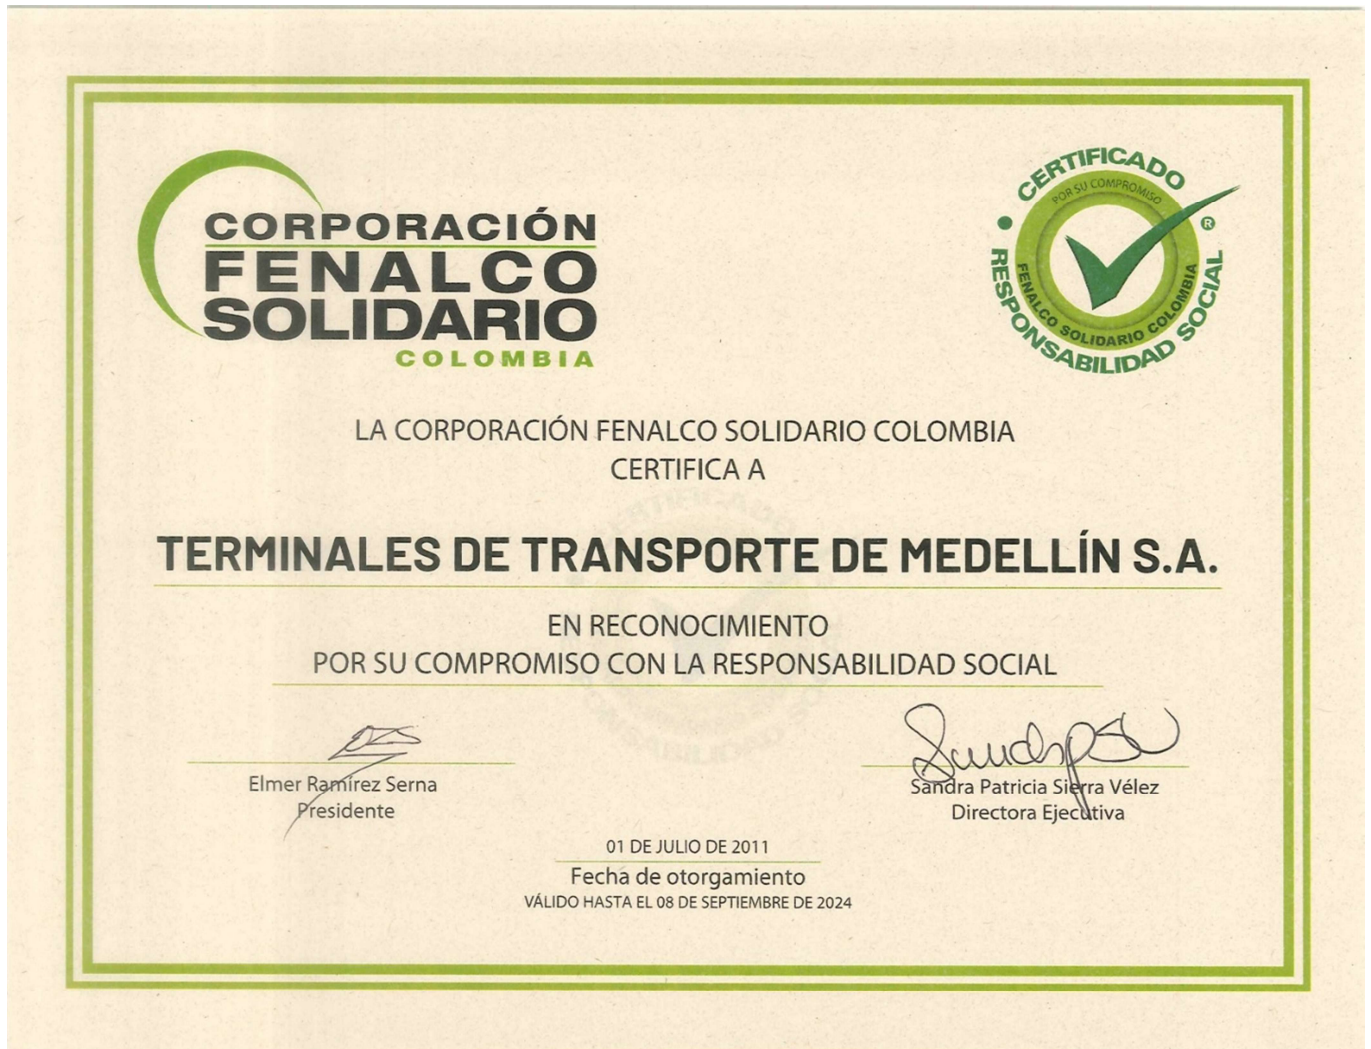 CORPORACIÓN
FENALCO
SOLIDARIO
COLOMBIA
CERTIFICADO
POR SU COMPROMISO
®
FENALCO SOLIDARIO COLOMBIA
RESPONSABILIDAD SOCIAL
LA CORPORACIÓN FENALCO SOLIDARIO COLOMBIA
CERTIFICA A
TERMINALES DE TRANSPORTE DE MEDELLÍN S.A.
EN RECONOCIMIENTO
POR SU COMPROMISO CON LA RESPONSABILIDAD SOCIAL
Elmer Ramírez Serna
Presidente
Sandra Patricia Sierra Vélez
Directora Ejecutiva
01 DE JULIO DE 2011
Fecha de otorgamiento
VÁLIDO HASTA EL 08 DE SEPTIEMBRE DE 2024